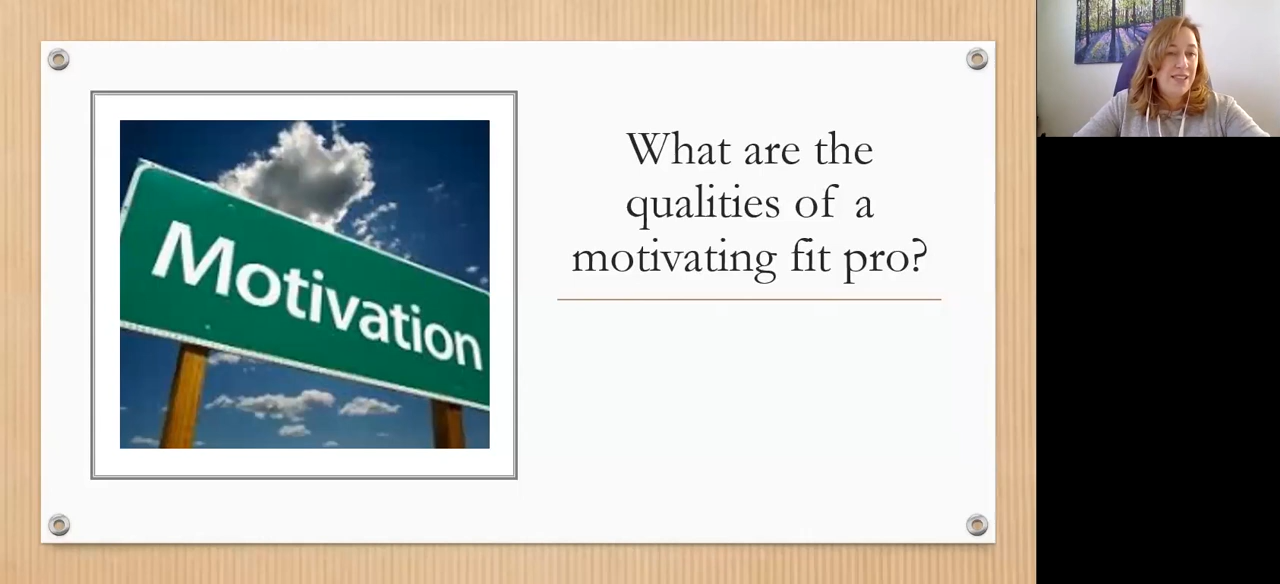 Motivation
What are the
qualities of a
motivating fit pro?